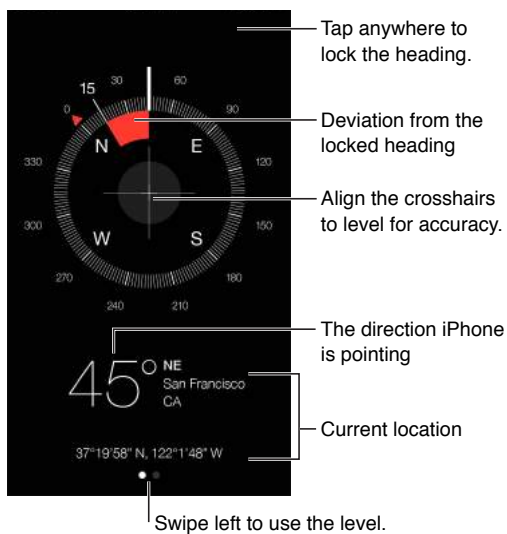 Tap anywhere to
lock the heading.
15
30
60
0
90
N
E
Deviation from the
locked heading
330
120
Align the crosshairs
to level for accuracy.
300
150
W
S
270
180
240
210
The direction iPhone
is pointing
45° NE
San Francisco
CA
Current location
37°19'58" N, 122°1'48" W
Swipe left to use the level.